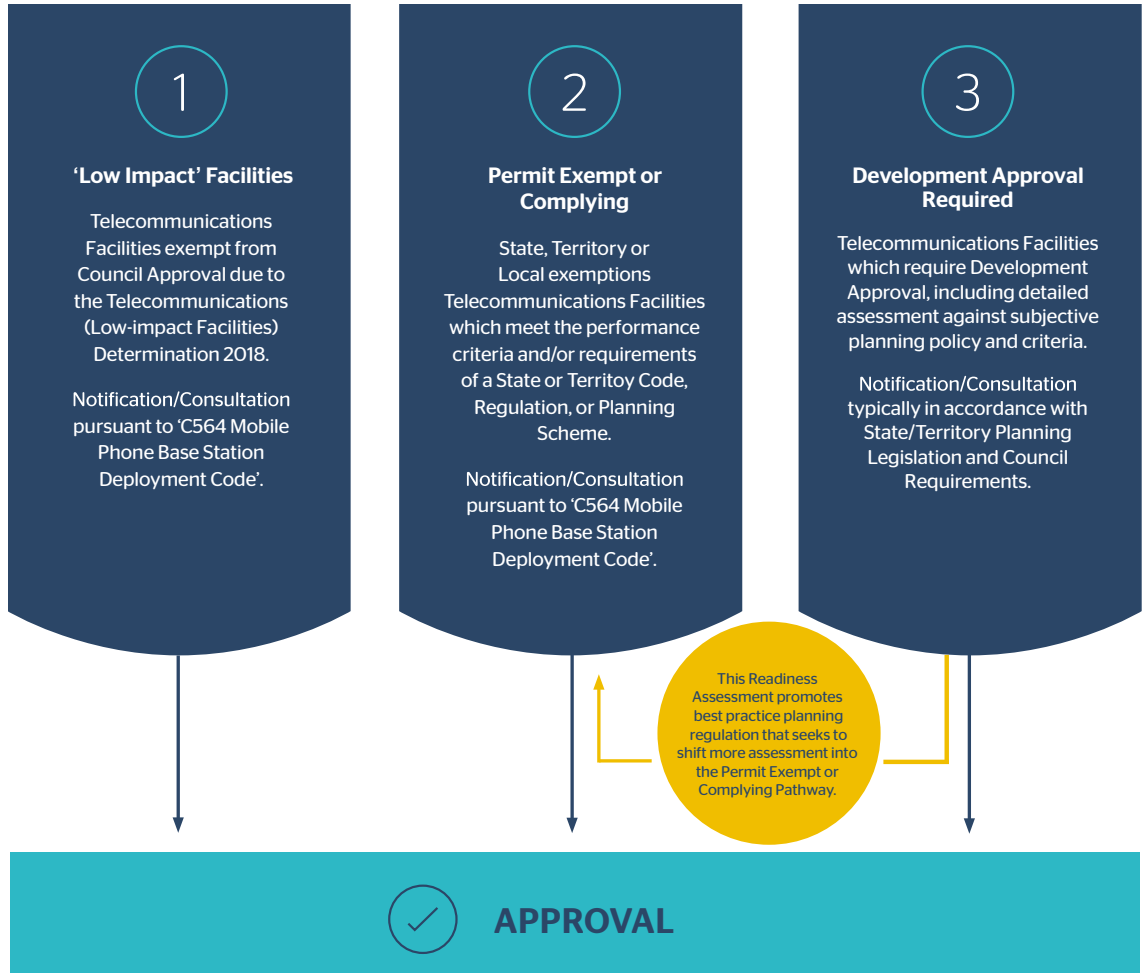 1
‘Low Impact’ Facilities
Telecommunications
Facilities exempt from
Council Approval due to
the Telecommunications
(Low-impact Facilities)
Determination 2018.
Notification/Consultation
pursuant to ‘C564 Mobile
Phone Base Station
Deployment Code’.
2
Permit Exempt or
Complying
State, Territory or
Local exemptions
Telecommunications Facilities
which meet the performance
criteria and/or requirements
of a State or Territoy Code,
Regulation, or Planning
Scheme.
Notification/Consultation
pursuant to ‘C564 Mobile
Phone Base Station
Deployment Code’.
3
Development Approval
Required
Telecommunications Facilities
which require Development
Approval, including detailed
assessment against subjective
planning policy and criteria.
Notification/Consultation
typically in accordance with
State/Territory Planning
Legislation and Council
Requirements.
This Readiness
Assessment promotes
best practice planning
regulation that seeks to
shift more assessment into
the Permit Exempt or
Complying Pathway.
APPROVAL